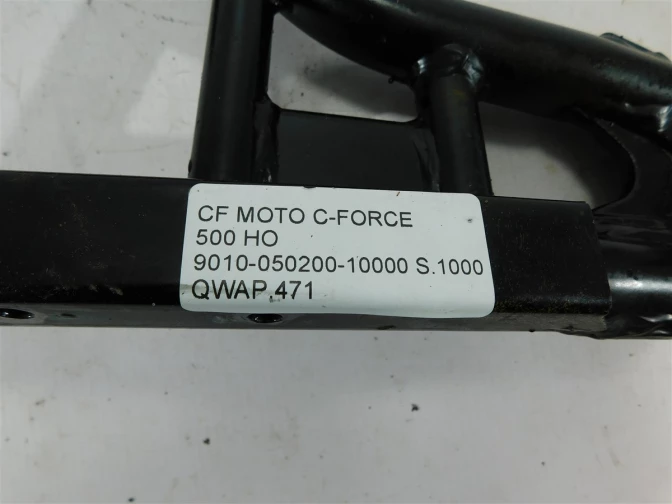 CF MOTO C-FORCE
500 HO
9010-050200-10000 S.1000
QWAP.471